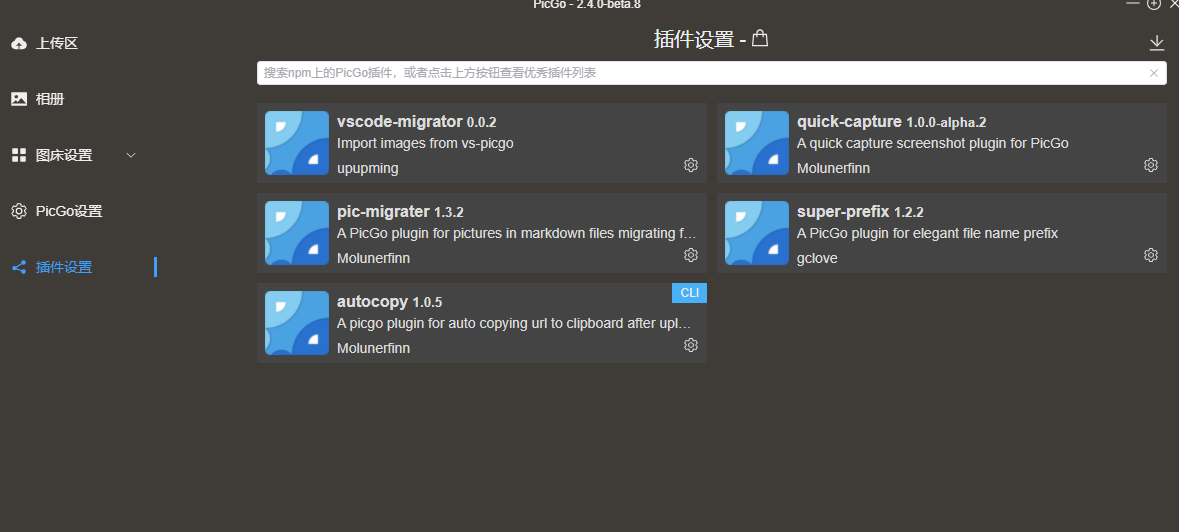 PicGo - 2.4.0-beta.8
上传区
相册
图床设置
PicGo设置
插件设置
插件设置 -
搜索npm上的PicGo插件，或者点击上方按钮查看优秀插件列表
vscode-migrator 0.0.2
Import images from vs-picgo
upupming
quick-capture 1.0.0-alpha.2
A quick capture screenshot plugin for PicGo
Molunerfinn
pic-migrater 1.3.2
A PicGo plugin for pictures in markdown files migrating f...
Molunerfinn
super-prefix 1.2.2
A PicGo plugin for elegant file name prefix
gclove
CLI
autocopy 1.0.5
A picgo plugin for auto copying url to clipboard after upl...
Molunerfinn